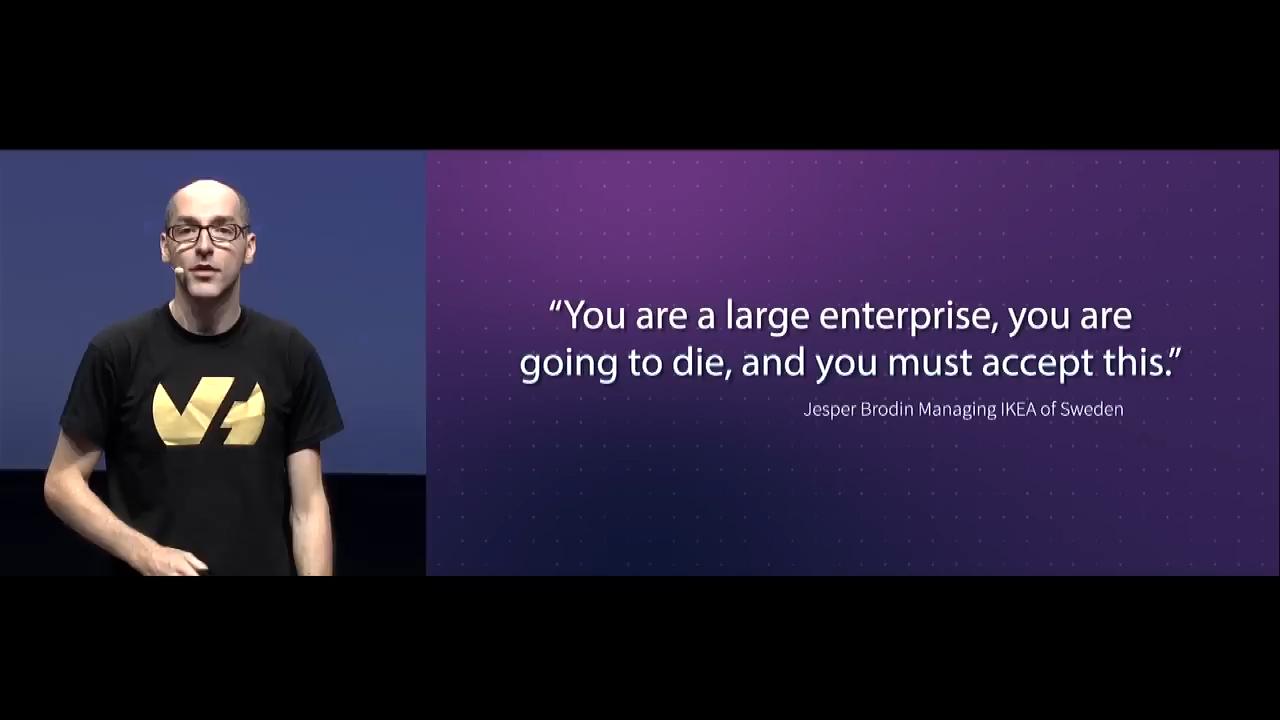 “You are a large enterprise, you are
going to die, and you must accept this.”
Jesper Brodin Managing IKEA of Sweden